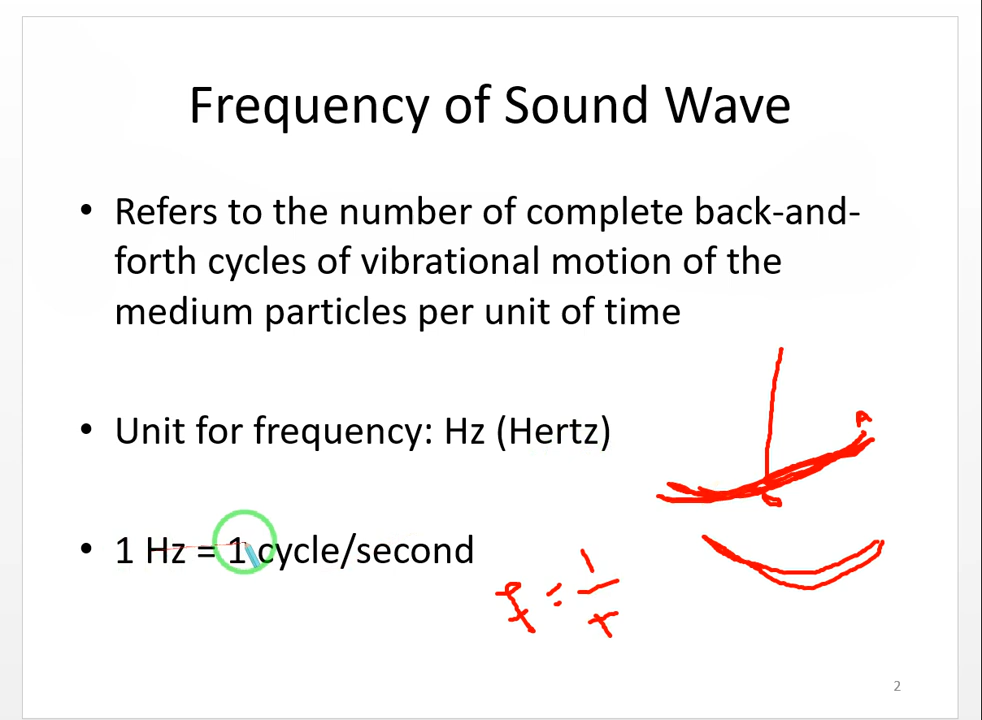 Frequency of Sound Wave
• Refers to the number of complete back-and-
forth cycles of vibrational motion of the
medium particles per unit of time
• Unit for frequency: Hz (Hertz)
A
• 1 Hz = 1 cycle/second
f = 1/T
2